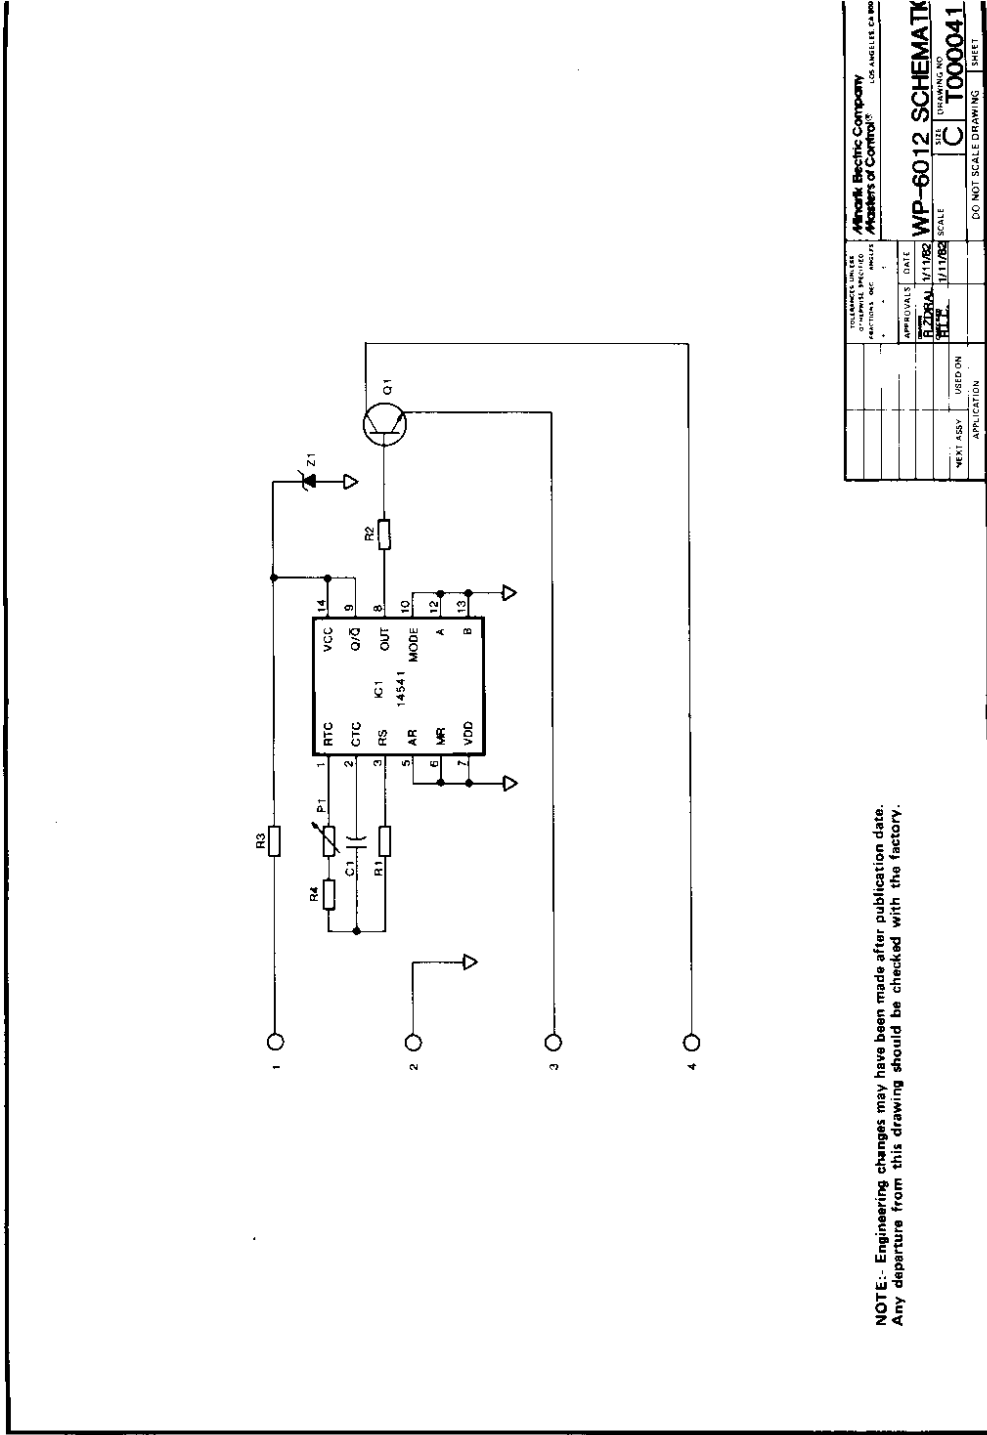 R3
Z1
Q1
R2
14
9
8
10
12
13
VCC
Q/Q̅
OUT
MODE
A
B
IC1
14541
RTC
CTC
RS
AR
MR
VDD
1
2
3
5
6
7
P1
C1
R1
R4
1
2
3
4
NOTE:- Engineering changes may have been made after publication date.
Any departure from this drawing should be checked with the factory.
NEXT ASSY
USED ON
APPLICATION
TOLERANCES UNLESS
OTHERWISE SPECIFIED
FRACTIONS DEC ANGLES
APPROVALS
DATE
1/11/82
1/11/82
Minarik Electric Company
Masters of Control®
LOS ANGELES, CA
WP-6012 SCHEMATIC
SCALE
SIZE
C
DRAWING NO
T000041
DO NOT SCALE DRAWING
SHEET